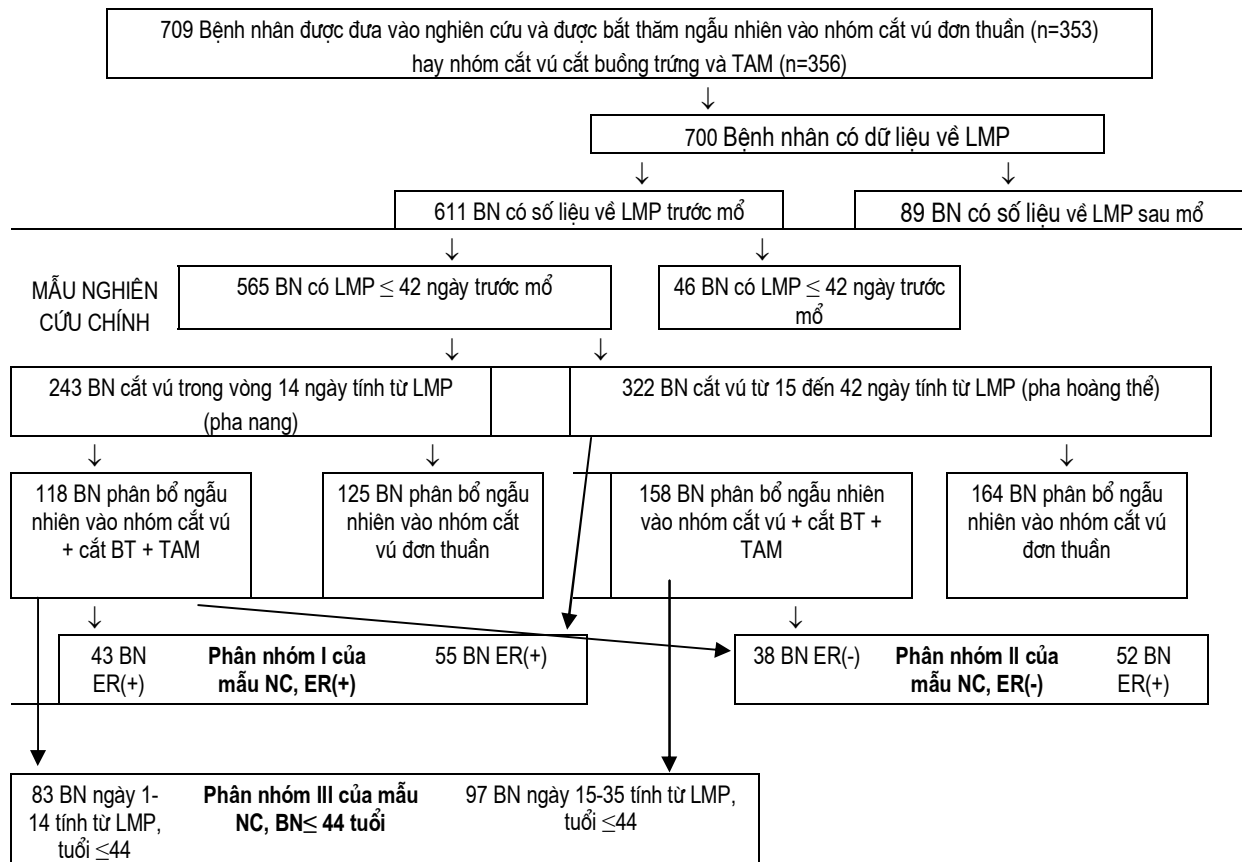 709 Bệnh nhân được đưa vào nghiên cứu và được bắt thăm ngẫu nhiên vào nhóm cắt vú đơn thuần (n=353)
hay nhóm cắt vú cắt buồng trứng và TAM (n=356)
↓
700 Bệnh nhân có dữ liệu về LMP
↓ ↓
611 BN có số liệu về LMP trước mổ
89 BN có số liệu về LMP sau mổ
↓ ↓
MẪU NGHIÊN
CỨU CHÍNH
565 BN có LMP ≤ 42 ngày trước mổ
46 BN có LMP ≤ 42 ngày trước
mổ
↓ ↓
243 BN cắt vú trong vòng 14 ngày tính từ LMP
(pha nang)
322 BN cắt vú từ 15 đến 42 ngày tính từ LMP (pha hoàng thể)
↓ ↓ ↓
118 BN phân bổ ngẫu
nhiên vào nhóm cắt vú
+ cắt BT + TAM
125 BN phân bổ ngẫu
nhiên vào nhóm cắt
vú đơn thuần
158 BN phân bổ ngẫu nhiên
vào nhóm cắt vú + cắt BT +
TAM
164 BN phân bổ ngẫu
nhiên vào nhóm cắt vú
đơn thuần
↓ ↓
43 BN
ER(+)
Phân nhóm I của
mẫu NC, ER(+)
55 BN ER(+)
38 BN ER(-)
Phân nhóm II của
mẫu NC, ER(-)
52 BN
ER(+)
83 BN ngày 1-
14 tính từ LMP,
tuổi ≤44
Phân nhóm III của mẫu
NC, BN≤ 44 tuổi
97 BN ngày 15-35 tính từ LMP,
tuổi ≤44